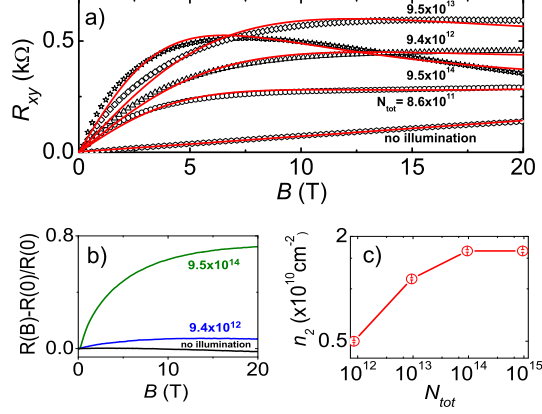 a)
R_xy (kΩ)
0.5
0.0
9.5x10^13
9.4x10^12
9.5x10^14
N_tot = 8.6x10^11
no illumination
0 5 10 15 20
B (T)
b)
R(B)-R(0)/R(0)
0.8
0.0
9.5x10^14
9.4x10^12
no illumination
0 5 10 15 20
B (T)
c)
n_2 (x10^10cm^-2)
2
0.5
10^12 10^13 10^14 10^15
N_tot